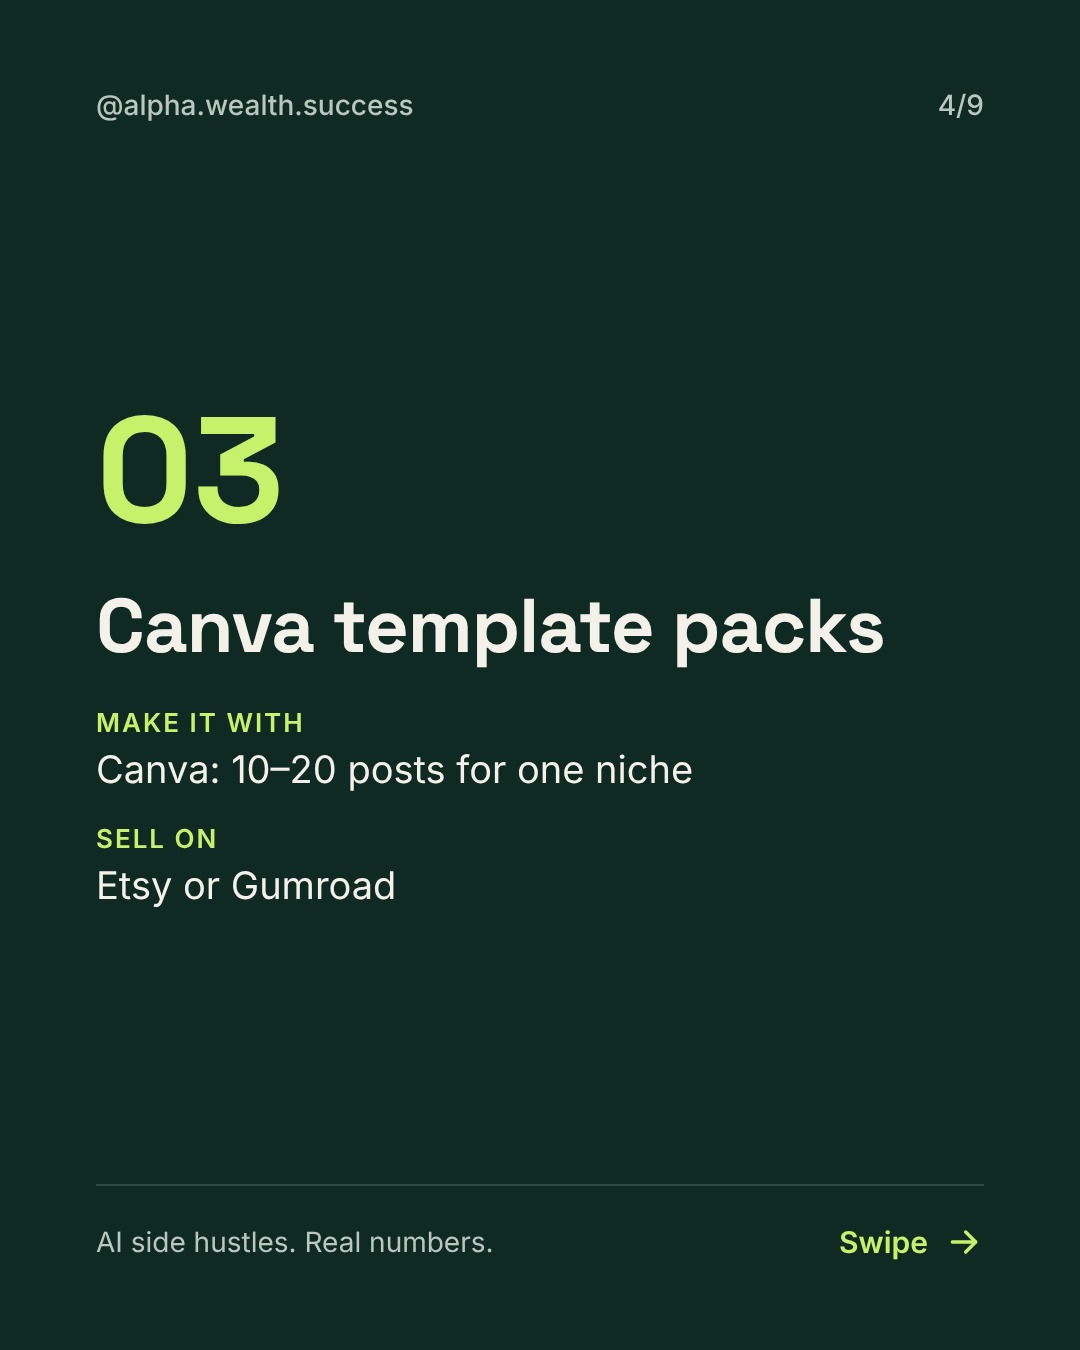 @alpha.wealth.success
4/9
03
Canva template packs
MAKE IT WITH
Canva: 10–20 posts for one niche
SELL ON
Etsy or Gumroad
AI side hustles. Real numbers.
Swipe →